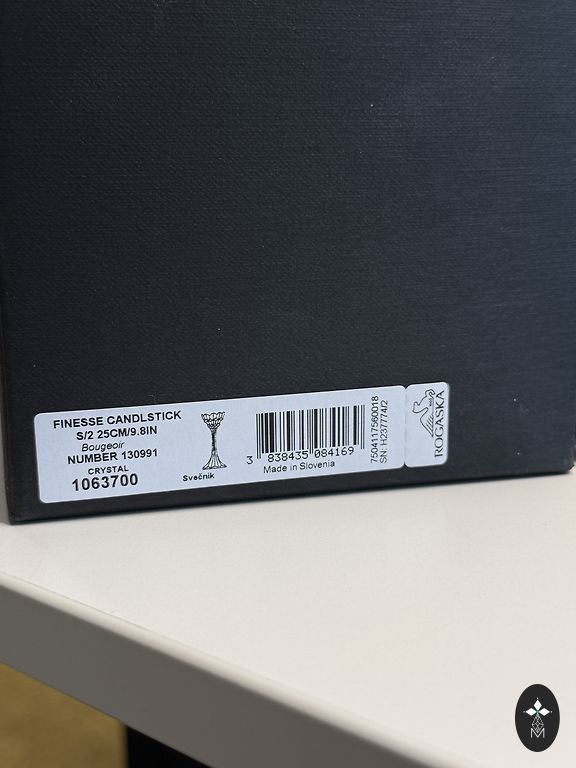 FINESSE CANDLSTICK
S/2 25CM/9.8IN
Bougeoir
NUMBER 130991
CRYSTAL
1063700
Svečnik
3 838435 084169
Made in Slovenia
7504117560018
SN: H237774/2
ROGASKA
M